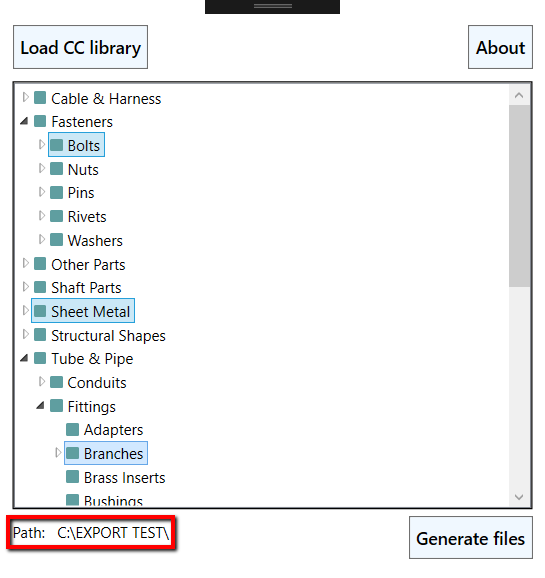 Load CC library
About
Cable & Harness
Fasteners
Bolts
Nuts
Pins
Rivets
Washers
Other Parts
Shaft Parts
Sheet Metal
Structural Shapes
Tube & Pipe
Conduits
Fittings
Adapters
Branches
Brass Inserts
Bushings
Path: C:\EXPORT TEST\
Generate files